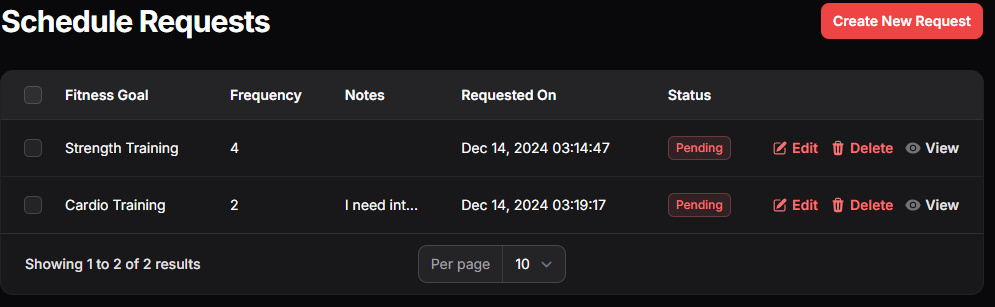 Schedule Requests
Create New Request
Fitness Goal Frequency Notes Requested On Status
Strength Training 4 Dec 14, 2024 03:14:47 Pending Edit Delete View
Cardio Training 2 I need int... Dec 14, 2024 03:19:17 Pending Edit Delete View
Showing 1 to 2 of 2 results Per page 10